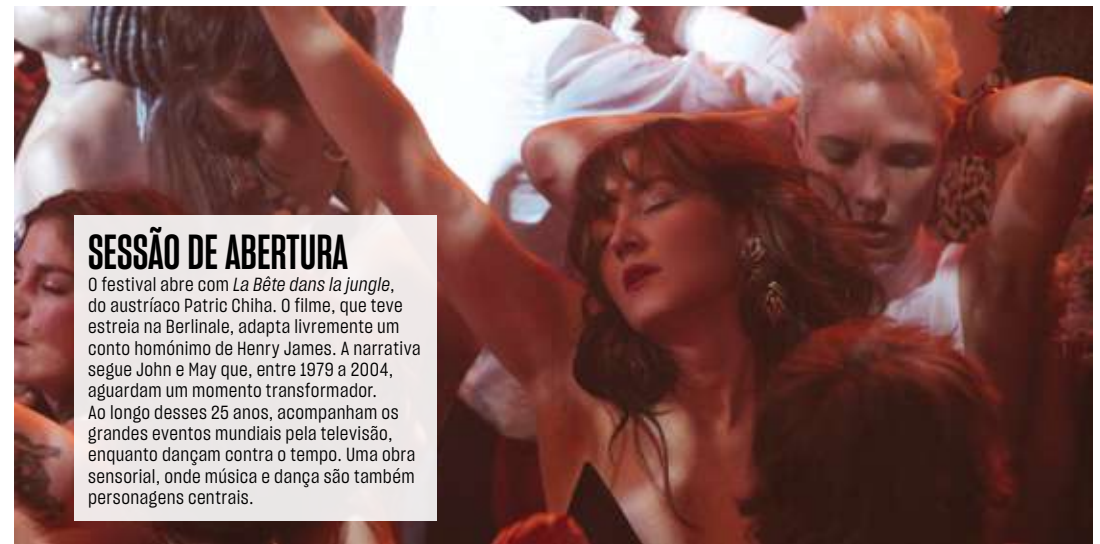 SESSÃO DE ABERTURA
O festival abre com La Bête dans la jungle,
do austríaco Patric Chiha. O filme, que teve
estreia na Berlinale, adapta livremente um
conto homónimo de Henry James. A narrativa
segue John e May que, entre 1979 a 2004,
aguardam um momento transformador.
Ao longo desses 25 anos, acompanham os
grandes eventos mundiais pela televisão,
enquanto dançam contra o tempo. Uma obra
sensorial, onde música e dança são também
personagens centrais.